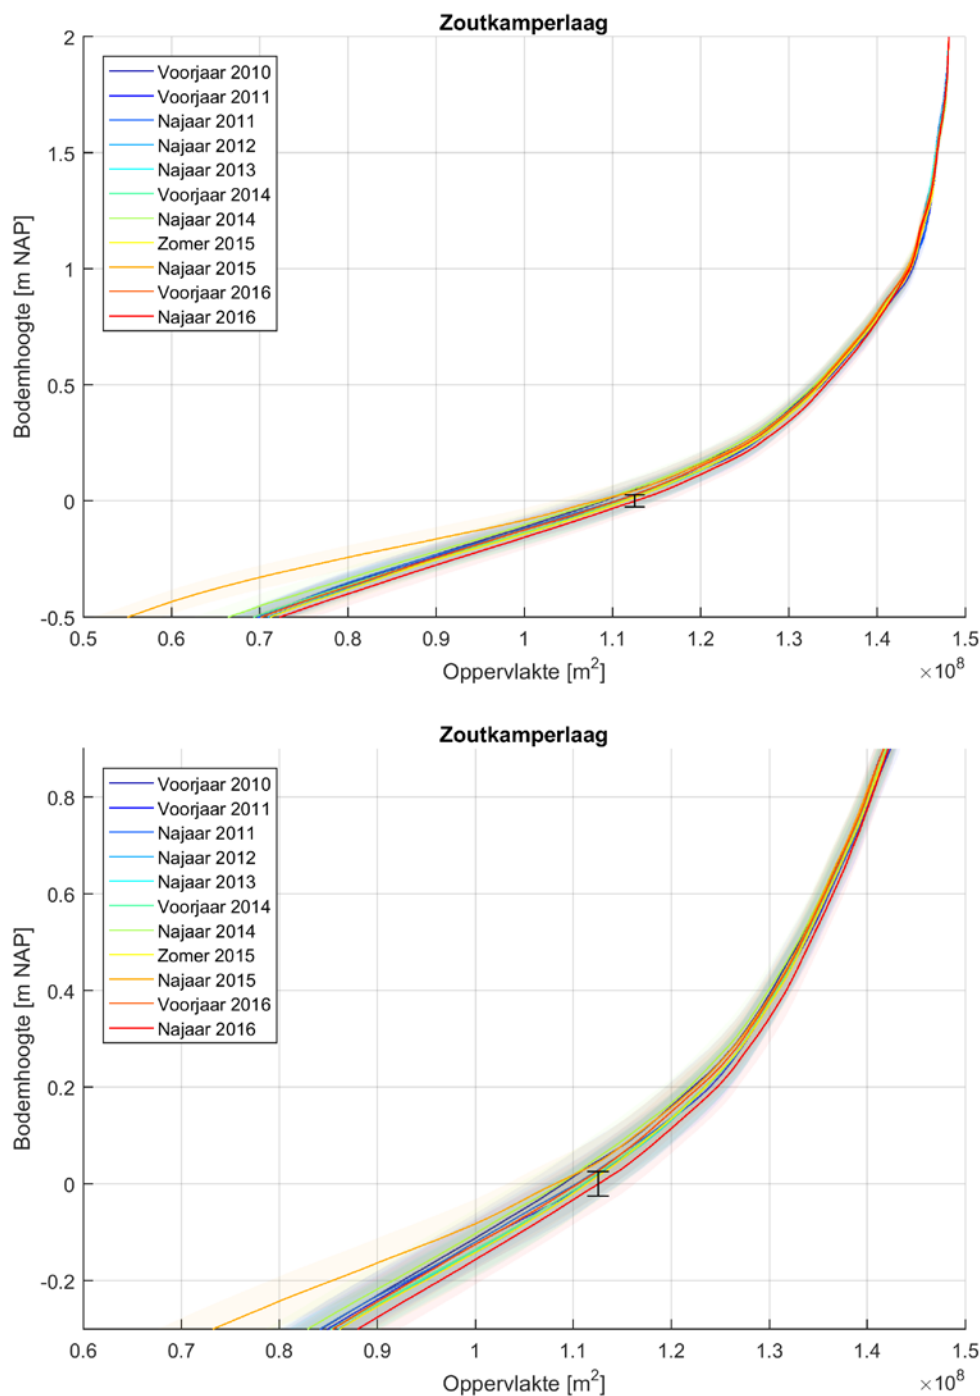 Zoutkamperlaag
2
1.5
1
0.5
0
-0.5
Bodemhoogte [m NAP]
Voorjaar 2010
Voorjaar 2011
Najaar 2011
Najaar 2012
Najaar 2013
Voorjaar 2014
Najaar 2014
Zomer 2015
Najaar 2015
Voorjaar 2016
Najaar 2016
0.5 0.6 0.7 0.8 0.9 1 1.1 1.2 1.3 1.4 1.5
Oppervlakte [m²] ×10⁸
Zoutkamperlaag
0.8
0.6
0.4
0.2
0
-0.2
Bodemhoogte [m NAP]
Voorjaar 2010
Voorjaar 2011
Najaar 2011
Najaar 2012
Najaar 2013
Voorjaar 2014
Najaar 2014
Zomer 2015
Najaar 2015
Voorjaar 2016
Najaar 2016
0.6 0.7 0.8 0.9 1 1.1 1.2 1.3 1.4 1.5
Oppervlakte [m²] ×10⁸